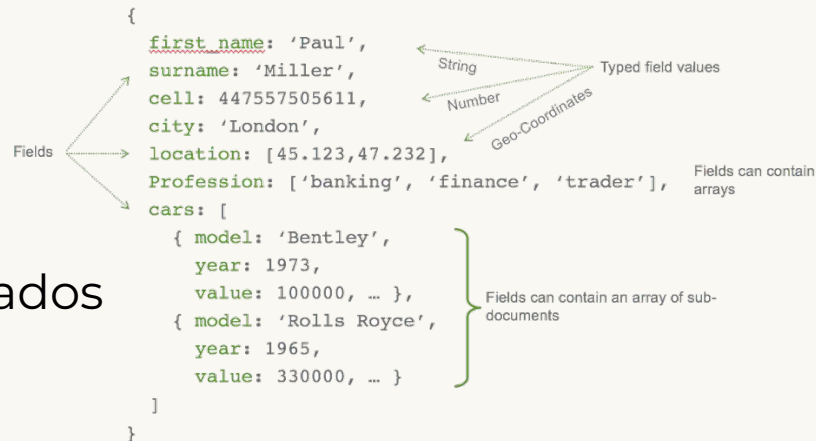 {
first_name: ‘Paul’,
surname: ‘Miller’,
cell: 447557505611,
city: ‘London’,
location: [45.123,47.232],
Profession: [‘banking’, ‘finance’, ‘trader’],
cars: [
{ model: ‘Bentley’,
year: 1973,
value: 100000, … },
{ model: ‘Rolls Royce’,
year: 1965,
value: 330000, … }
]
}
Fields
String
Number
Geo-Coordinates
Typed field values
Fields can contain
arrays
Fields can contain an array of sub-
documents
ados